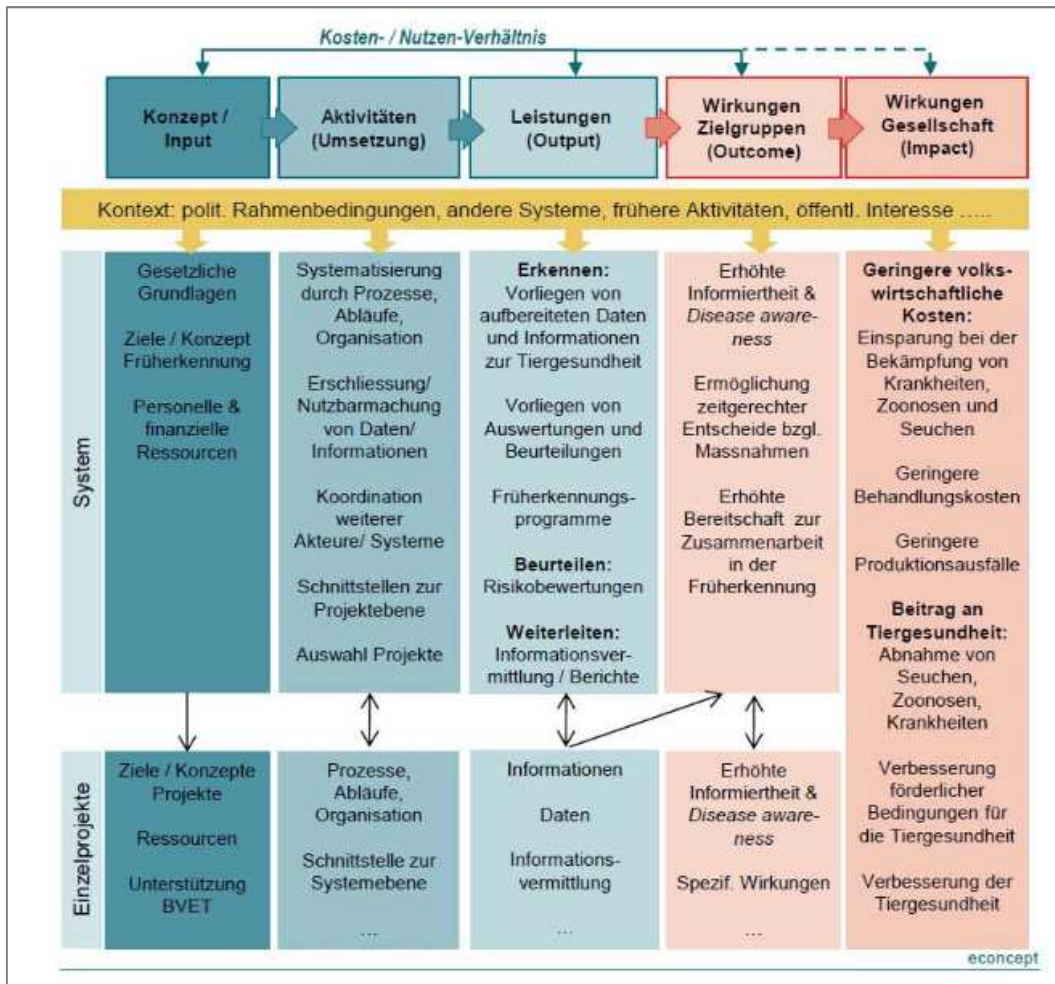 Kosten- / Nutzen-Verhältnis
Konzept /
Input
Aktivitäten
(Umsetzung)
Leistungen
(Output)
Wirkungen
Zielgruppen
(Outcome)
Wirkungen
Gesellschaft
(Impact)
Kontext: polit. Rahmenbedingungen, andere Systeme, frühere Aktivitäten, öffentl. Interesse .....
System
Gesetzliche
Grundlagen
Ziele / Konzept
Früherkennung
Personelle &
finanzielle
Ressourcen
Systematisierung
durch Prozesse,
Abläufe,
Organisation
Erschliessung/
Nutzbarmachung
von Daten/
Informationen
Koordination
weiterer
Akteure/ Systeme
Schnittstellen zur
Projektebene
Auswahl Projekte
Erkennen:
Vorliegen von
aufbereiteten Daten
und Informationen
zur Tiergesundheit
Vorliegen von
Auswertungen und
Beurteilungen
Früherkennungs-
programme
Beurteilen:
Risikobewertungen
Weiterleiten:
Informationsver-
mittlung / Berichte
Erhöhte
Informiertheit &
Disease aware-
ness
Ermöglichung
zeitgerechter
Entscheide bzgl.
Massnahmen
Erhöhte
Bereitschaft zur
Zusammenarbeit
in der
Früherkennung
Geringere volks-
wirtschaftliche
Kosten:
Einsparung bei der
Bekämpfung von
Krankheiten,
Zoonosen und
Seuchen
Geringere
Behandlungskosten
Geringere
Produktionsausfälle
Beitrag an
Tiergesundheit:
Abnahme von
Seuchen,
Zoonosen,
Krankheiten
Verbesserung
förderlicher
Bedingungen für
die Tiergesundheit
Verbesserung der
Tiergesundheit
Einzelprojekte
Ziele / Konzepte
Projekte
Ressourcen
Unterstützung
BVET
Prozesse,
Abläufe,
Organisation
Schnittstelle zur
Systemebene
...
Informationen
Daten
Informations-
vermittlung
...
Erhöhte
Informiertheit &
Disease aware-
ness
Spezif. Wirkungen
...
econcept